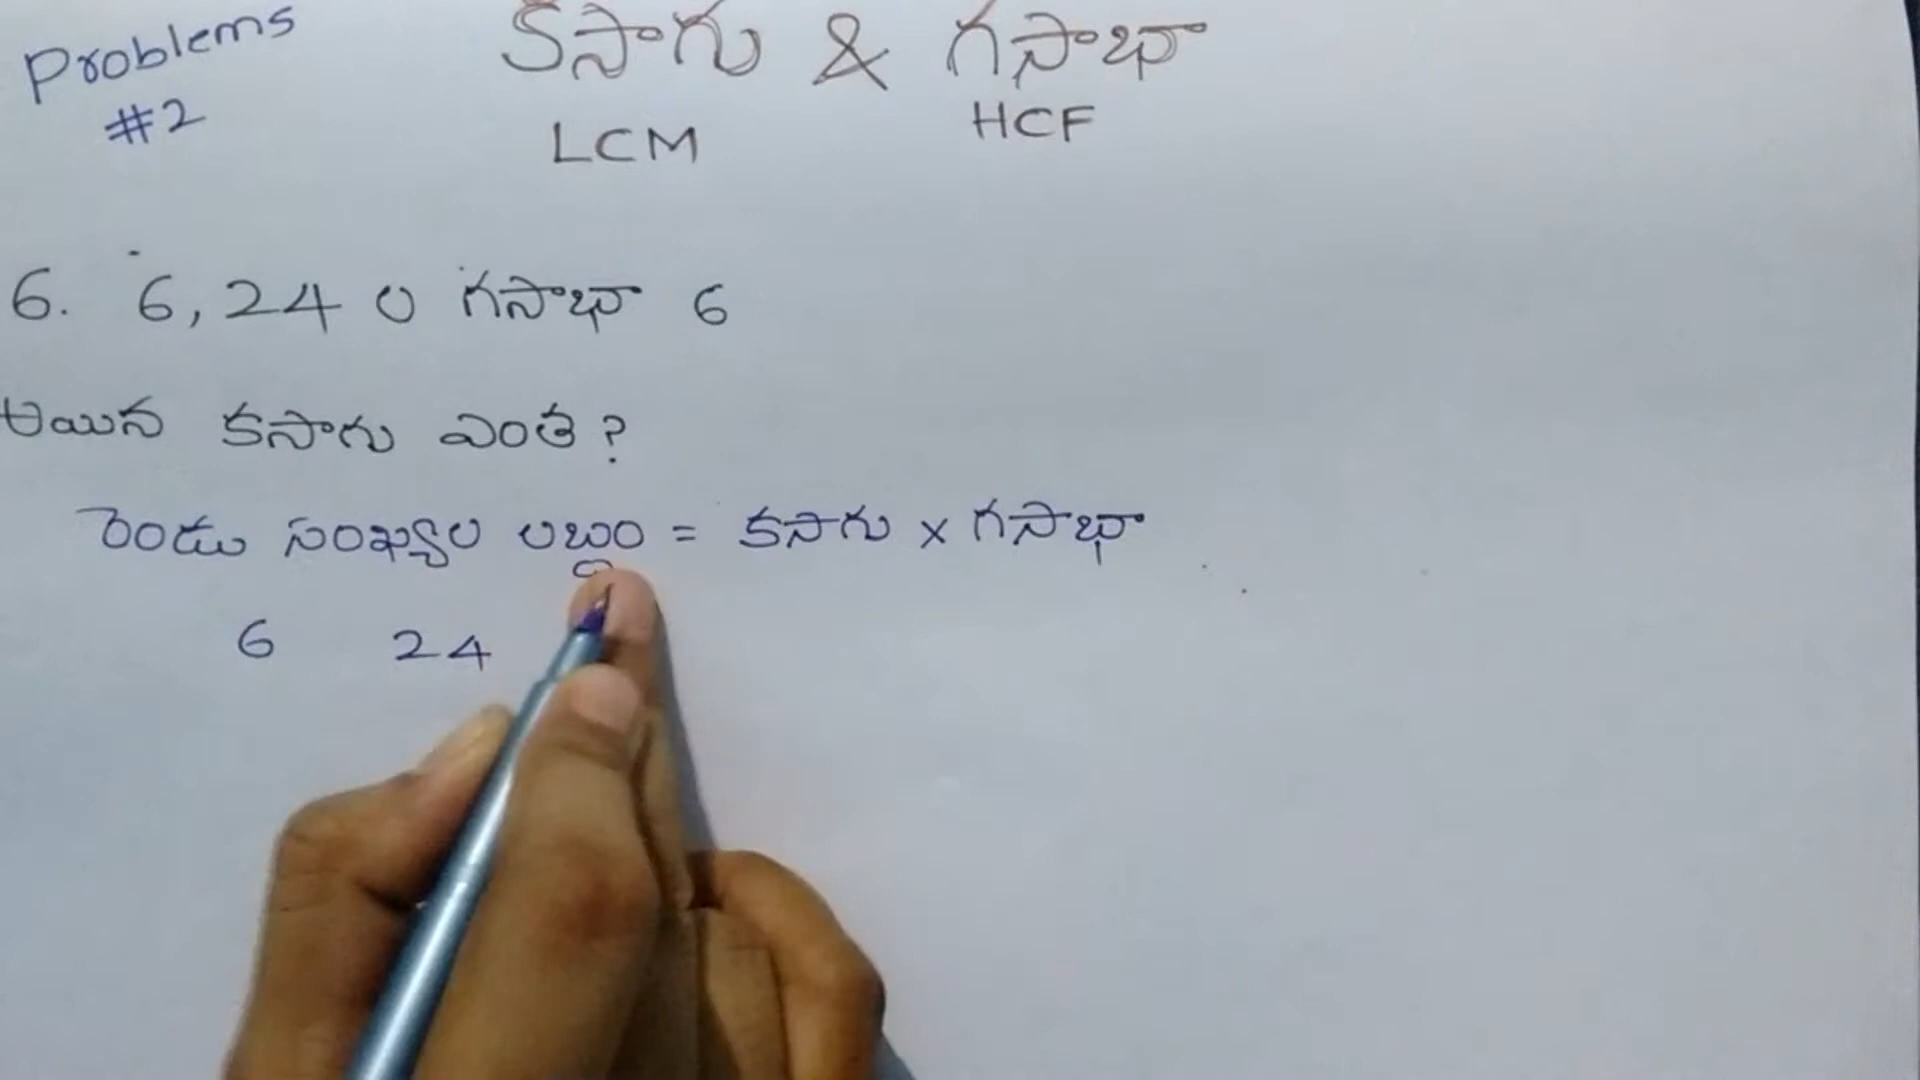 Problems
#2
కసాగు & గసాభా
LCM HCF
6. 6, 24 ల గసాభా 6
అయిన కసాగు ఎంత?
రెండు సంఖ్యల లబ్ధం = కసాగు x గసాభా
6 24